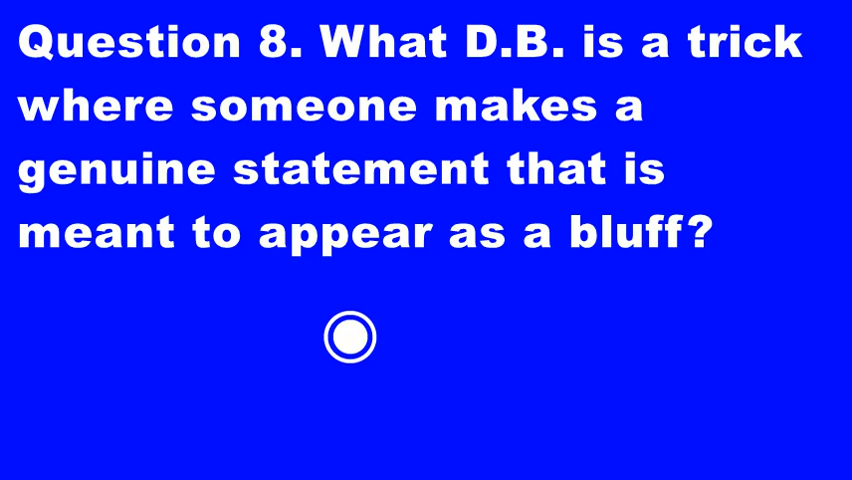 Question 8. What D.B. is a trick
where someone makes a
genuine statement that is
meant to appear as a bluff?